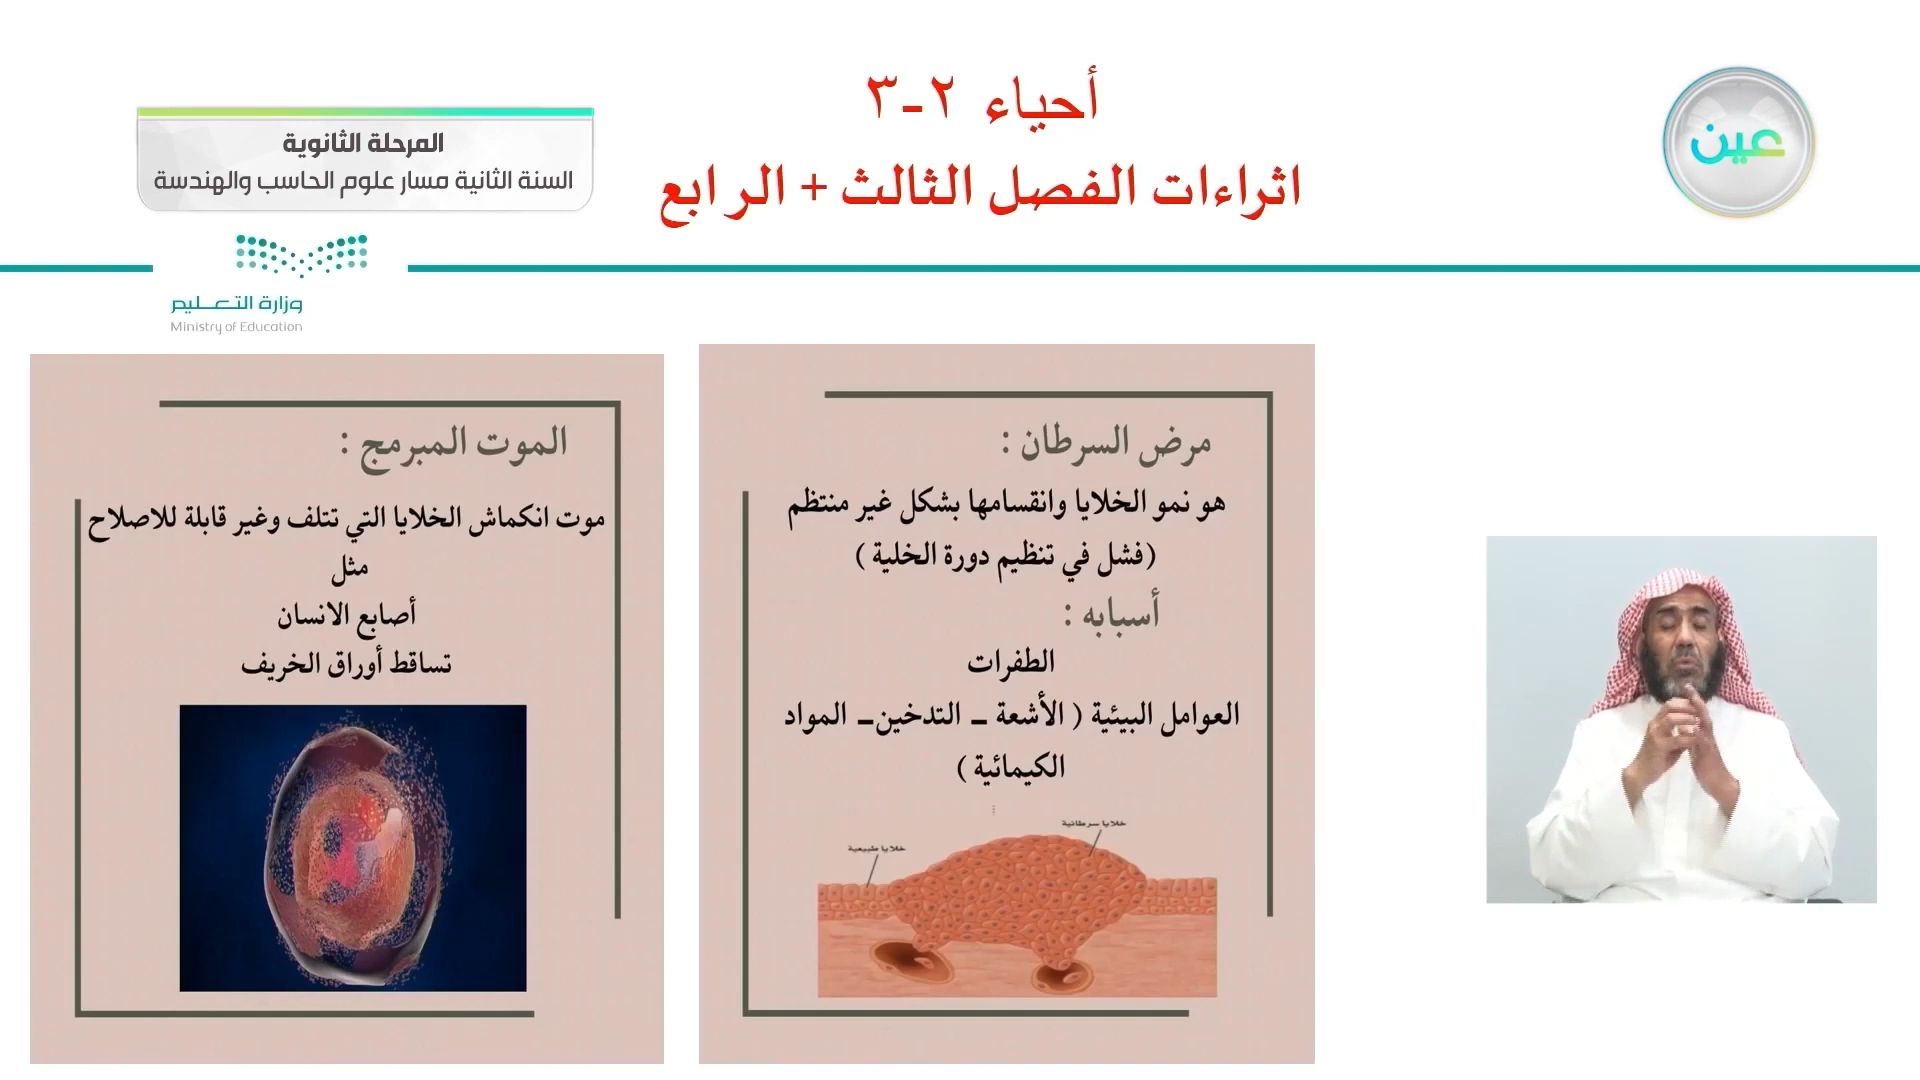 أحياء ٢-٣
اثراءات الفصل الثالث + الرابع
عين
المرحلة الثانوية
السنة الثانية مسار علوم الحاسب والهندسة
وزارة التعليم
Ministry of Education
مرض السرطان :
هو نمو الخلايا وانقسامها بشكل غير منتظم
(فشل في تنظيم دورة الخلية )
أسبابه :
الطفرات
العوامل البيئية ( الأشعة – التدخين– المواد
الكيمائية )
خلايا سرطانية
خلايا طبيعية
الموت المبرمج :
موت انكماش الخلايا التي تتلف وغير قابلة للاصلاح
مثل
أصابع الانسان
تساقط أوراق الخريف